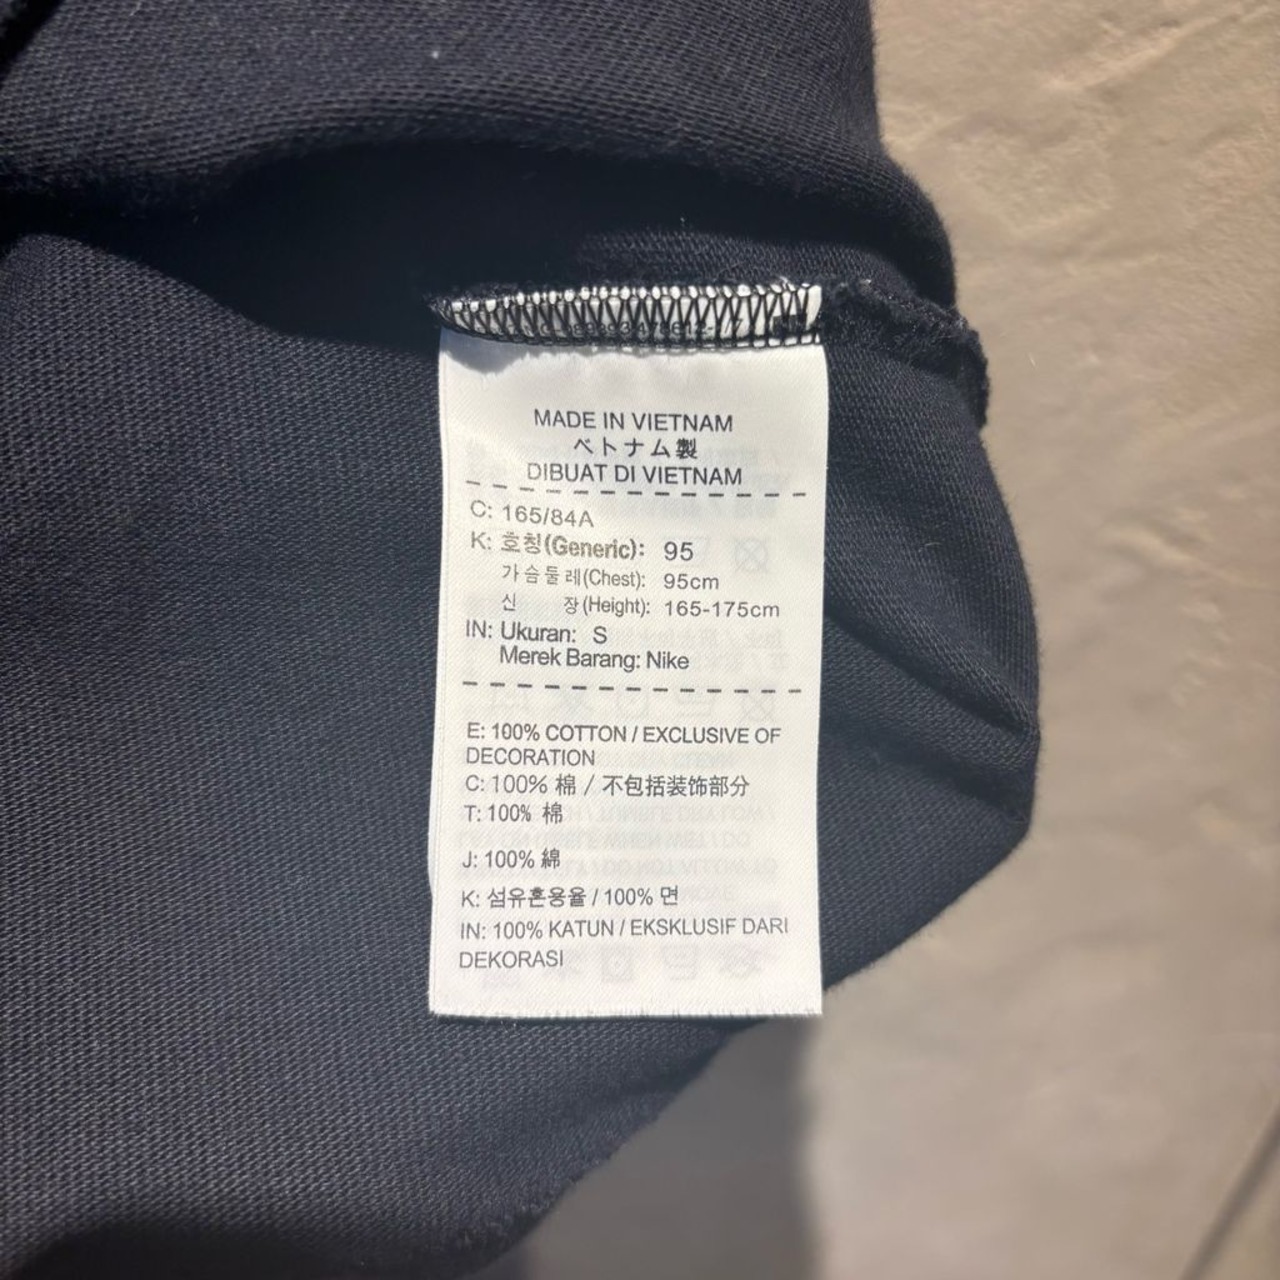 MADE IN VIETNAM
ベトナム製
DIBUAT DI VIETNAM
C: 165/84A
K: 호칭(Generic): 95
가슴둘레(Chest): 95cm
신 장(Height): 165-175cm
IN: Ukuran: S
Merek Barang: Nike
E: 100% COTTON / EXCLUSIVE OF
DECORATION
C: 100% 棉 / 不包括装饰部分
T: 100% 棉
J: 100% 綿
K: 섬유혼용율 / 100% 면
IN: 100% KATUN / EKSKLUSIF DARI
DEKORASI